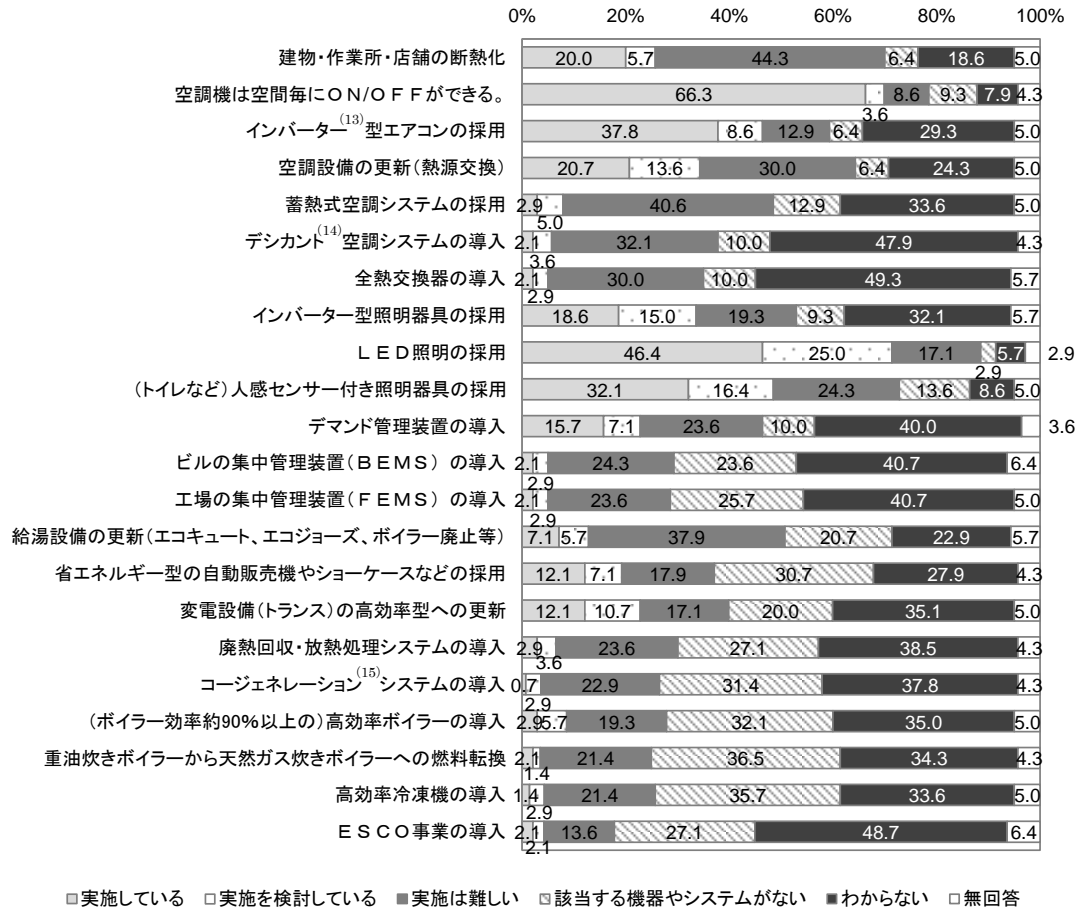 0% 20% 40% 60% 80% 100%
建物・作業所・店舗の断熱化 20.0 5.7 44.3 6.4 18.6 5.0
空調機は空間毎にON/OFFができる。 66.3 3.6 8.6 9.3 7.9 4.3
インバーター(13)型エアコンの採用 37.8 8.6 12.9 6.4 29.3 5.0
空調設備の更新(熱源交換) 20.7 13.6 30.0 6.4 24.3 5.0
蓄熱式空調システムの採用 2.9 5.0 40.6 12.9 33.6 5.0
デシカント(14)空調システムの導入 2.1 3.6 32.1 10.0 47.9 4.3
全熱交換器の導入 2.1 2.9 30.0 10.0 49.3 5.7
インバーター型照明器具の採用 18.6 15.0 19.3 9.3 32.1 5.7
LED照明の採用 46.4 25.0 17.1 2.9 5.7 2.9
(トイレなど)人感センサー付き照明器具の採用 32.1 16.4 24.3 13.6 8.6 5.0
デマンド管理装置の導入 15.7 7.1 23.6 10.0 40.0 3.6
ビルの集中管理装置(BEMS)の導入 2.1 2.9 24.3 23.6 40.7 6.4
工場の集中管理装置(FEMS)の導入 2.1 2.9 23.6 25.7 40.7 5.0
給湯設備の更新(エコキュート、エコジョーズ、ボイラー廃止等) 7.1 5.7 37.9 20.7 22.9 5.7
省エネルギー型の自動販売機やショーケースなどの採用 12.1 7.1 17.9 30.7 27.9 4.3
変電設備(トランス)の高効率型への更新 12.1 10.7 17.1 20.0 35.1 5.0
廃熱回収・放熱処理システムの導入 2.9 3.6 23.6 27.1 38.5 4.3
コージェネレーション(15)システムの導入 0.7 2.9 22.9 31.4 37.8 4.3
(ボイラー効率約90%以上の)高効率ボイラーの導入 2.9 5.7 19.3 32.1 35.0 5.0
重油炊きボイラーから天然ガス炊きボイラーへの燃料転換 2.1 1.4 21.4 36.5 34.3 4.3
高効率冷凍機の導入 1.4 2.9 21.4 35.7 33.6 5.0
ESCO事業の導入 2.1 2.1 13.6 27.1 48.7 6.4
実施している 実施を検討している 実施は難しい 該当する機器やシステムがない わからない 無回答